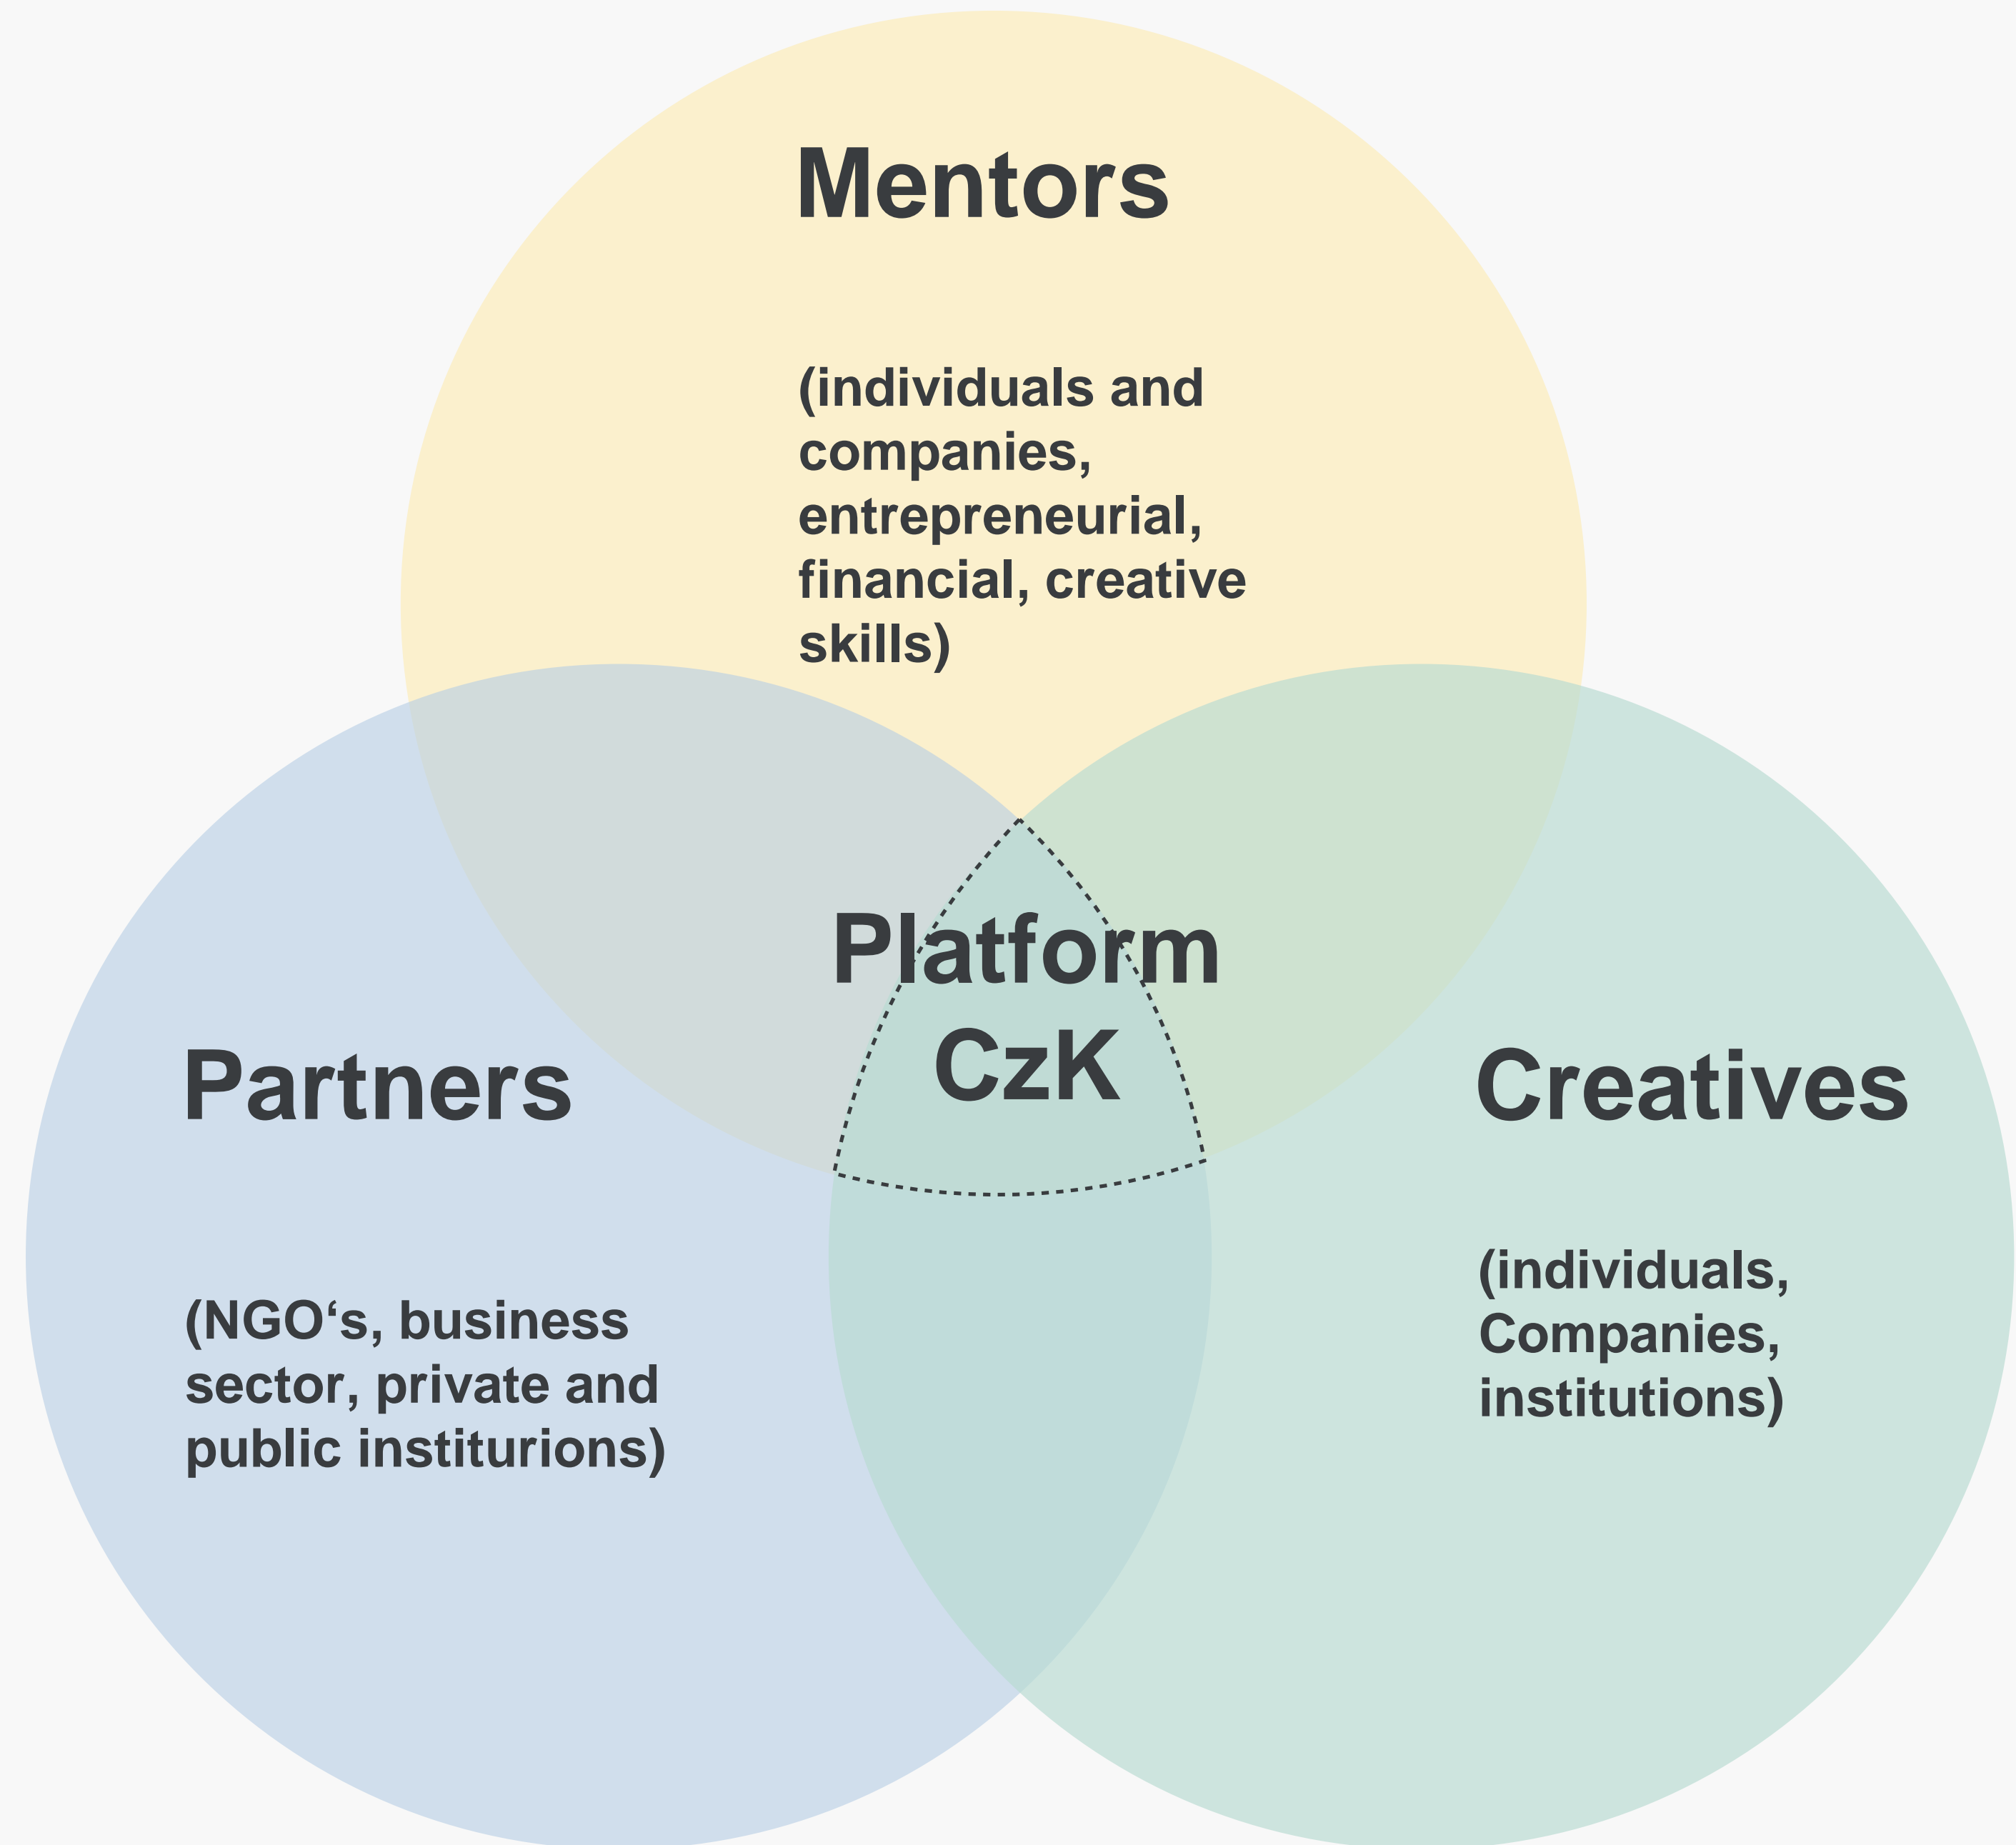 Mentors
(individuals and
companies,
entrepreneurial,
financial, creative
skills)
Platform
CzK
Partners
(NGO‘s, business
sector, private and
public institurions)
Creatives
(individuals,
Companies,
institutions)